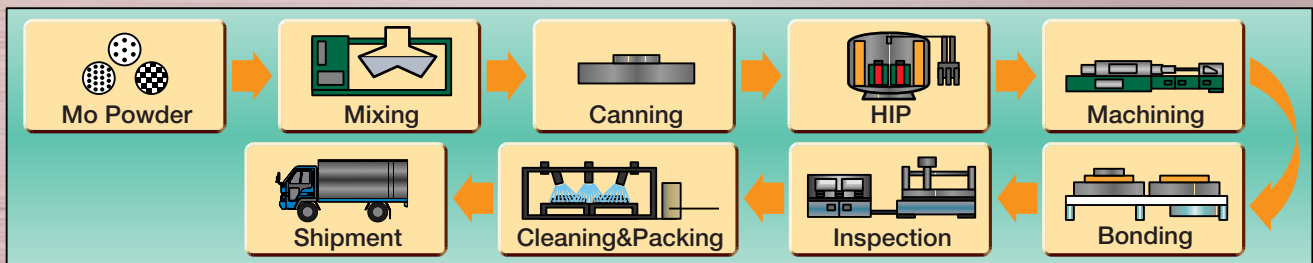 Mo Powder
Mixing
Canning
HIP
Machining
Bonding
Inspection
Cleaning&Packing
Shipment